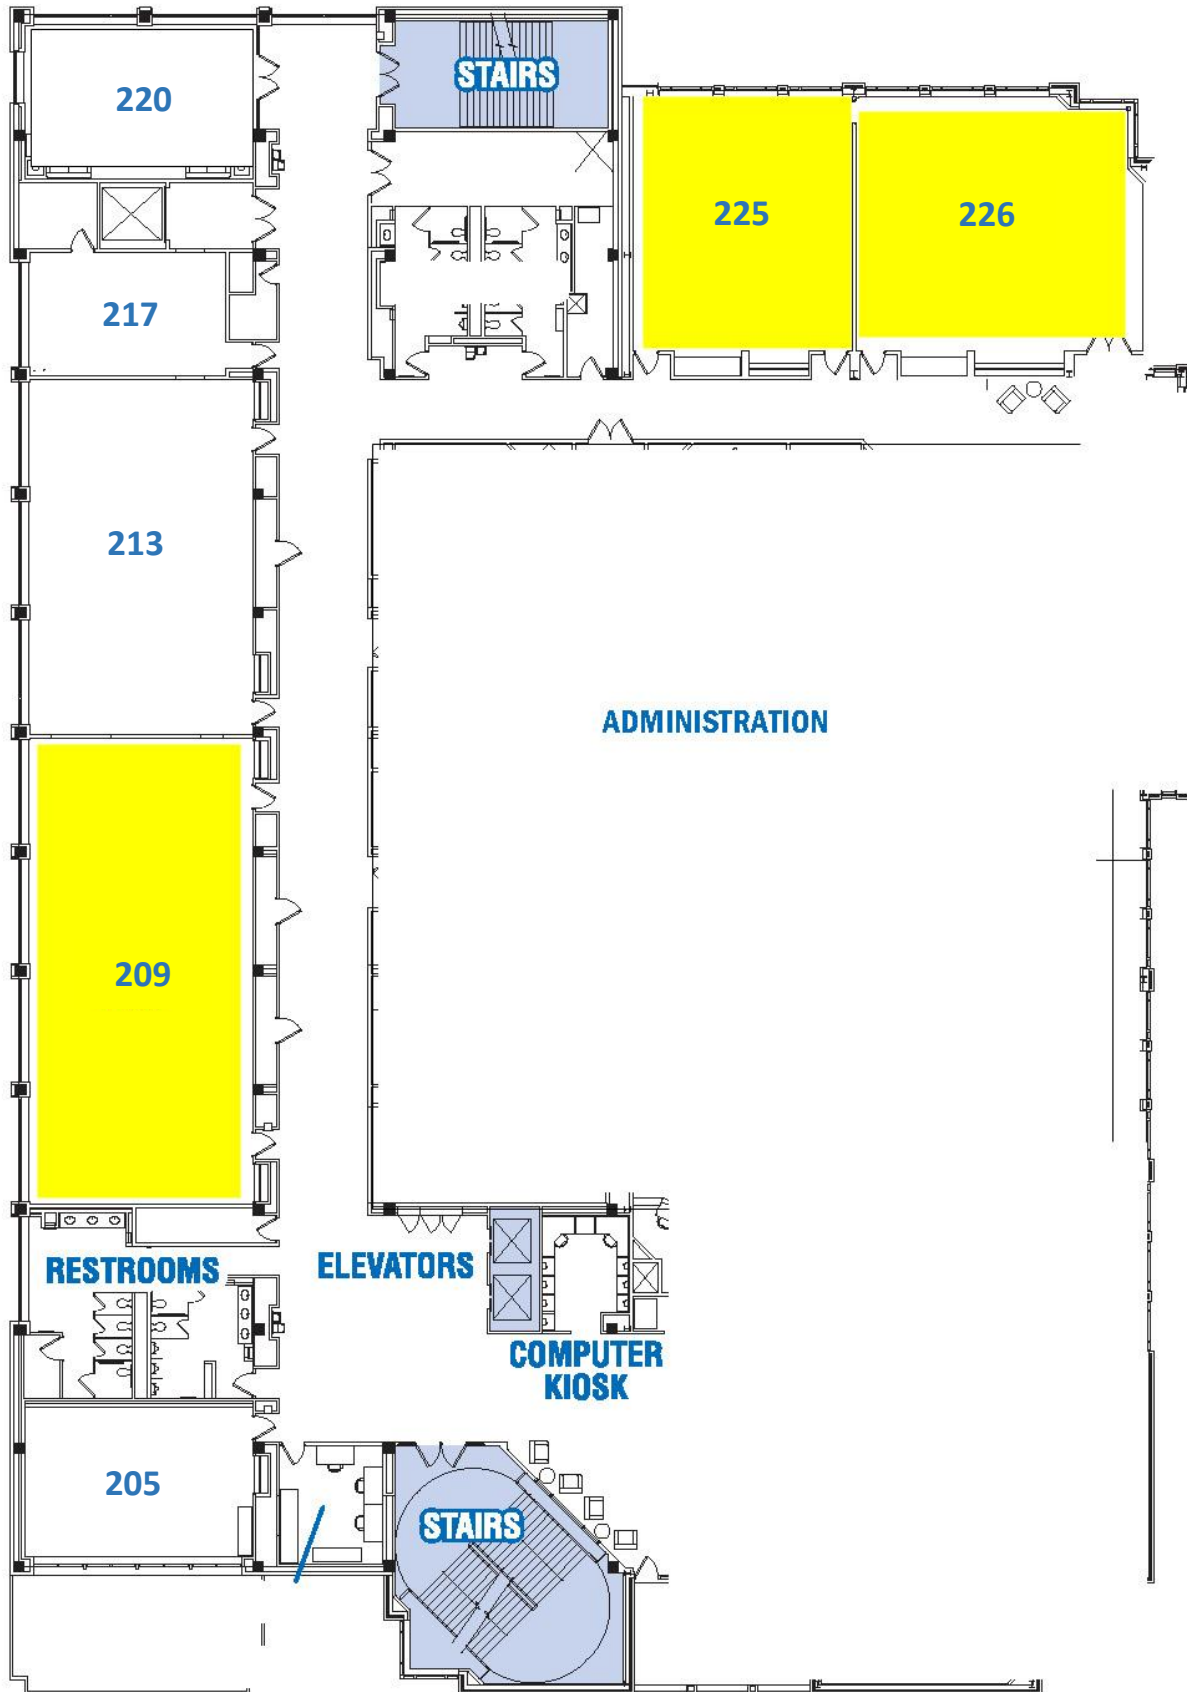 STAIRS
220
225
226
217
213
ADMINISTRATION
209
RESTROOMS
ELEVATORS
COMPUTER
KIOSK
205
STAIRS